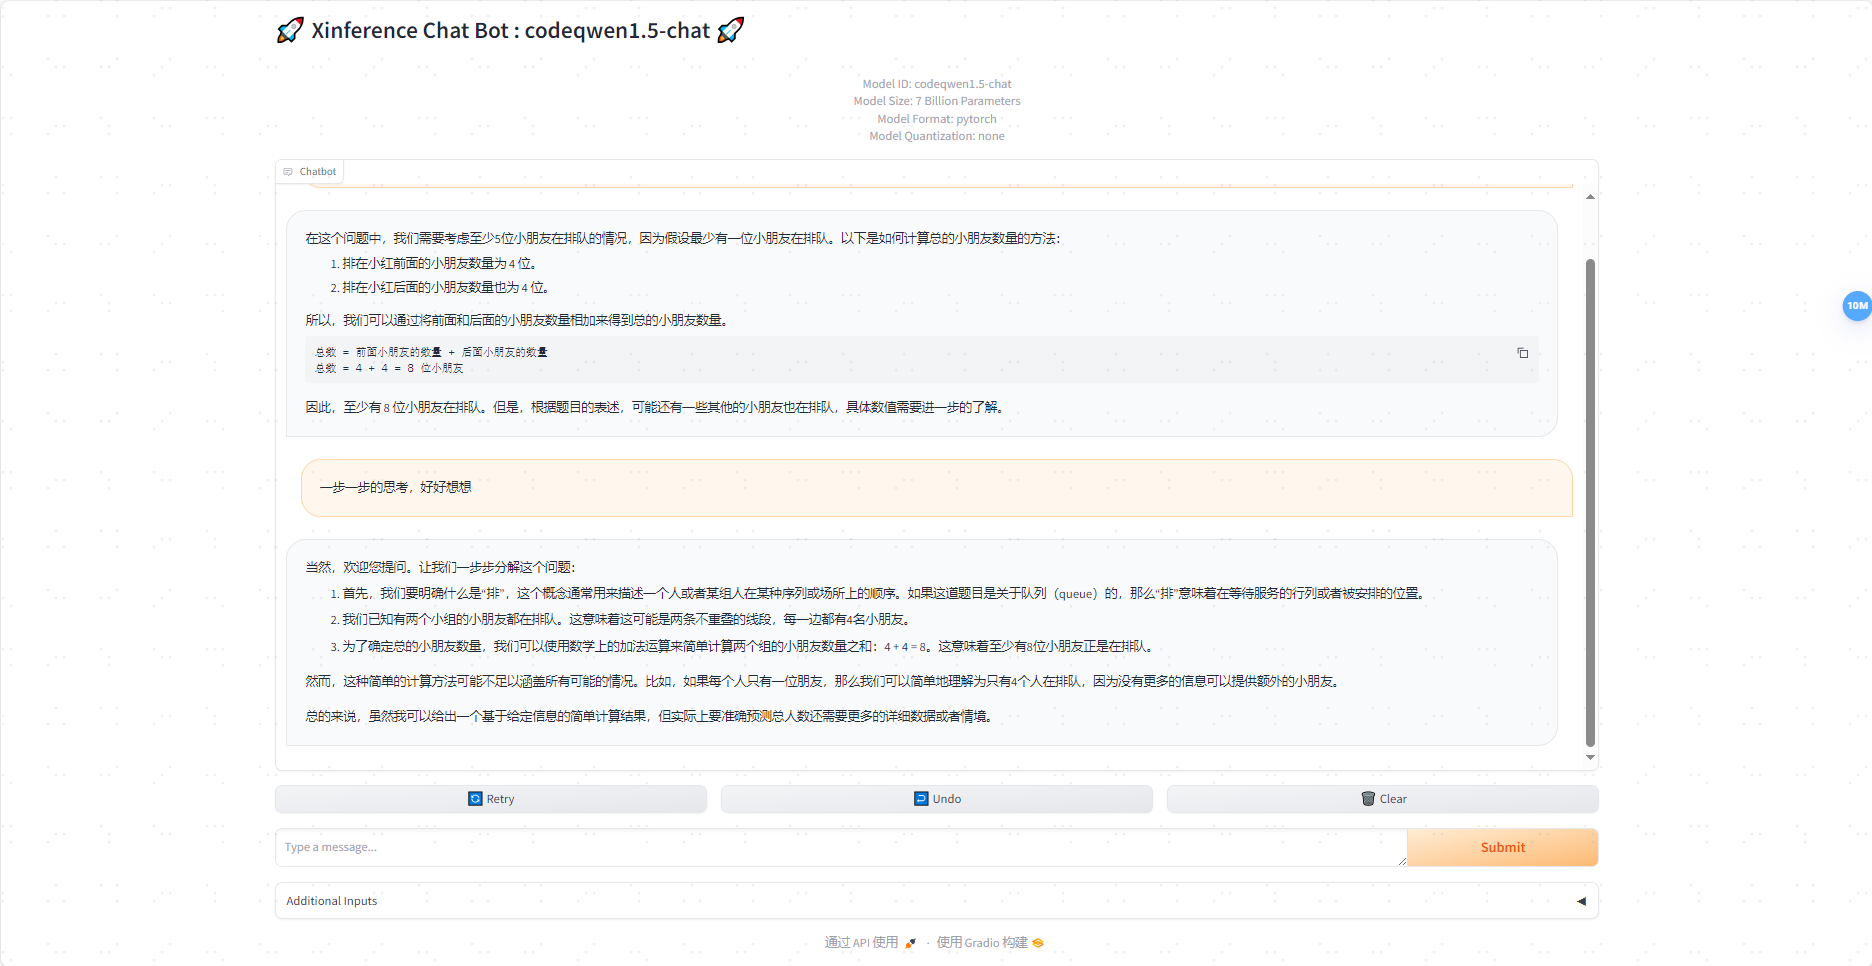 🚀 Xinference Chat Bot : codeqwen1.5-chat 🚀
Model ID: codeqwen1.5-chat
Model Size: 7 Billion Parameters
Model Format: pytorch
Model Quantization: none
Chatbot
在这个问题中，我们需要考虑至少5位小朋友在排队的情况，因为假设最少有一位小朋友在排队。以下是如何计算总的小朋友数量的方法：
1. 排在小红前面的小朋友数量为 4 位。
2. 排在小红后面的小朋友数量也为 4 位。
所以，我们可以通过将前面和后面的小朋友数量相加来得到总的小朋友数量。
总数 = 前面小朋友的数量 + 后面小朋友的数量
总数 = 4 + 4 = 8 位小朋友
因此，至少有 8 位小朋友在排队。但是，根据题目的表述，可能还有一些其他的小朋友也在排队，具体数值需要进一步的了解。
一步一步的思考，好好想想
当然，欢迎您提问。让我们一步步分解这个问题：
1. 首先，我们要明确什么是“排”，这个概念通常用来描述一个人或者某组人在某种序列或场所上的顺序。如果这道题目是关于队列（queue）的，那么“排”意味着在等待服务的行列或者被安排的位置。
2. 我们已知有两个小组的小朋友都在排队。这意味着这可能是两条不重叠的线段，每一边都有4名小朋友。
3. 为了确定总的小朋友数量，我们可以使用数学上的加法运算来简单计算两个组的小朋友数量之和：4 + 4 = 8。这意味着至少有8位小朋友正是在排队。
然而，这种简单的计算方法可能不足以涵盖所有可能的情况。比如，如果每个人只有一位朋友，那么我们可以简单地理解为只有4个人在排队，因为没有更多的信息可以提供额外的小朋友。
总的来说，虽然我可以给出一个基于给定信息的简单计算结果，但实际上要准确预测总人数还需要更多的详细数据或者情境。
10M
Retry
Undo
Clear
Type a message...
Submit
Additional Inputs
通过 API 使用 · 使用 Gradio 构建